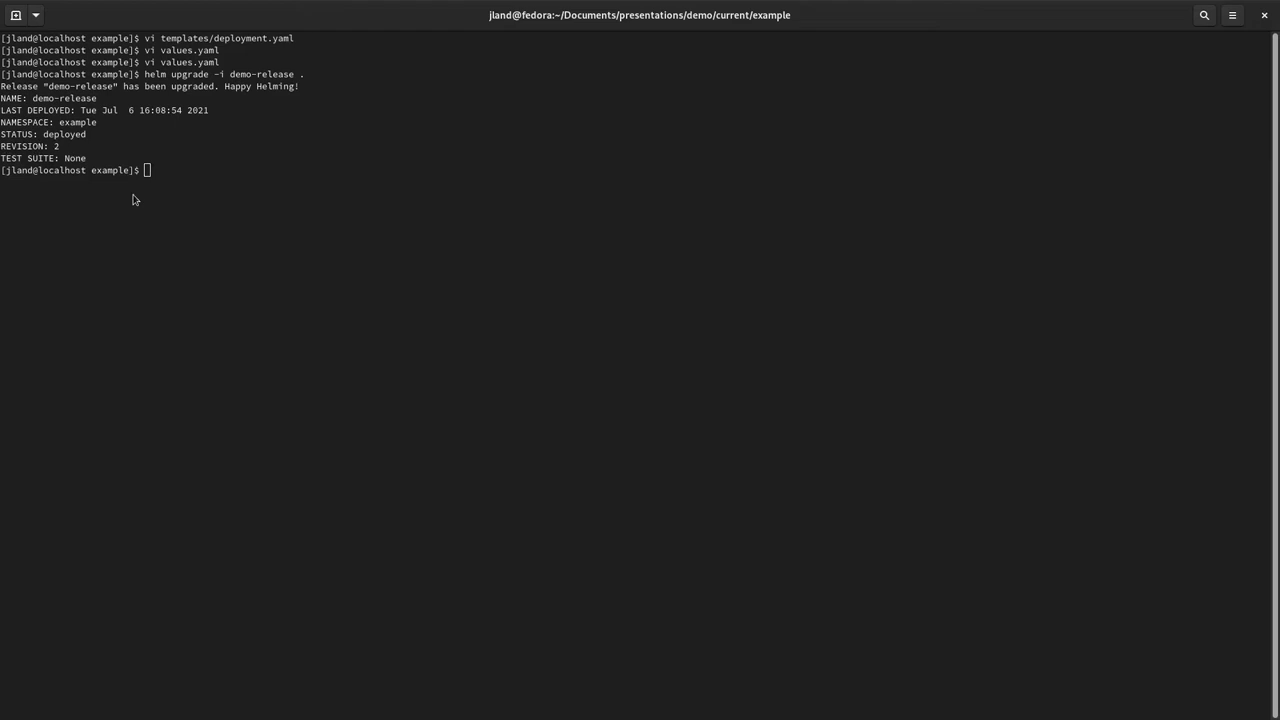 jland@fedora:~/Documents/presentations/demo/current/example
[jland@localhost example]$ vi templates/deployment.yaml
[jland@localhost example]$ vi values.yaml
[jland@localhost example]$ vi values.yaml
[jland@localhost example]$ helm upgrade -i demo-release .
Release "demo-release" has been upgraded. Happy Helming!
NAME: demo-release
LAST DEPLOYED: Tue Jul  6 16:08:54 2021
NAMESPACE: example
STATUS: deployed
REVISION: 2
TEST SUITE: None
[jland@localhost example]$